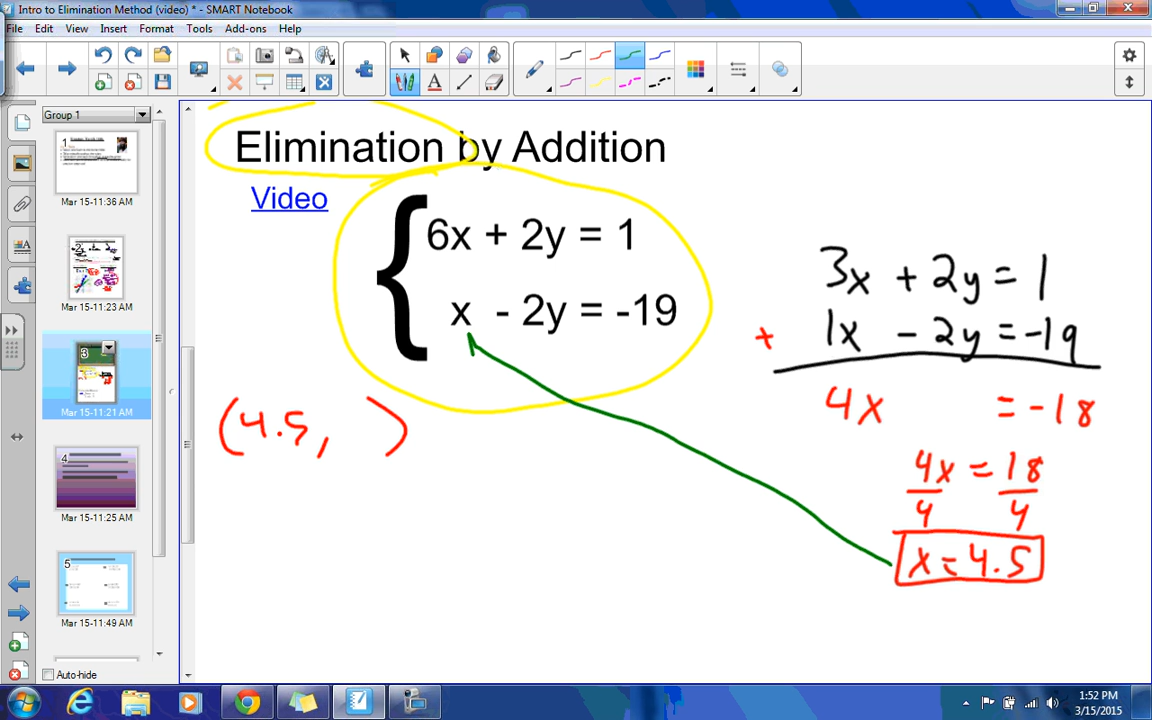 Intro to Elimination Method (video) * - SMART Notebook
File Edit View Insert Format Tools Add-ons Help
Group 1
1
Mar 15-11:36 AM
2
Mar 15-11:23 AM
3
Mar 15-11:21 AM
4
Mar 15-11:25 AM
5
Mar 15-11:49 AM
Auto-hide
Elimination by Addition
Video
6x + 2y = 1
x - 2y = -19
(4.5, )
3x + 2y = 1
+ 1x - 2y = -19
4x = -18
4x = 18
4 4
x = 4.5
1:52 PM
3/15/2015